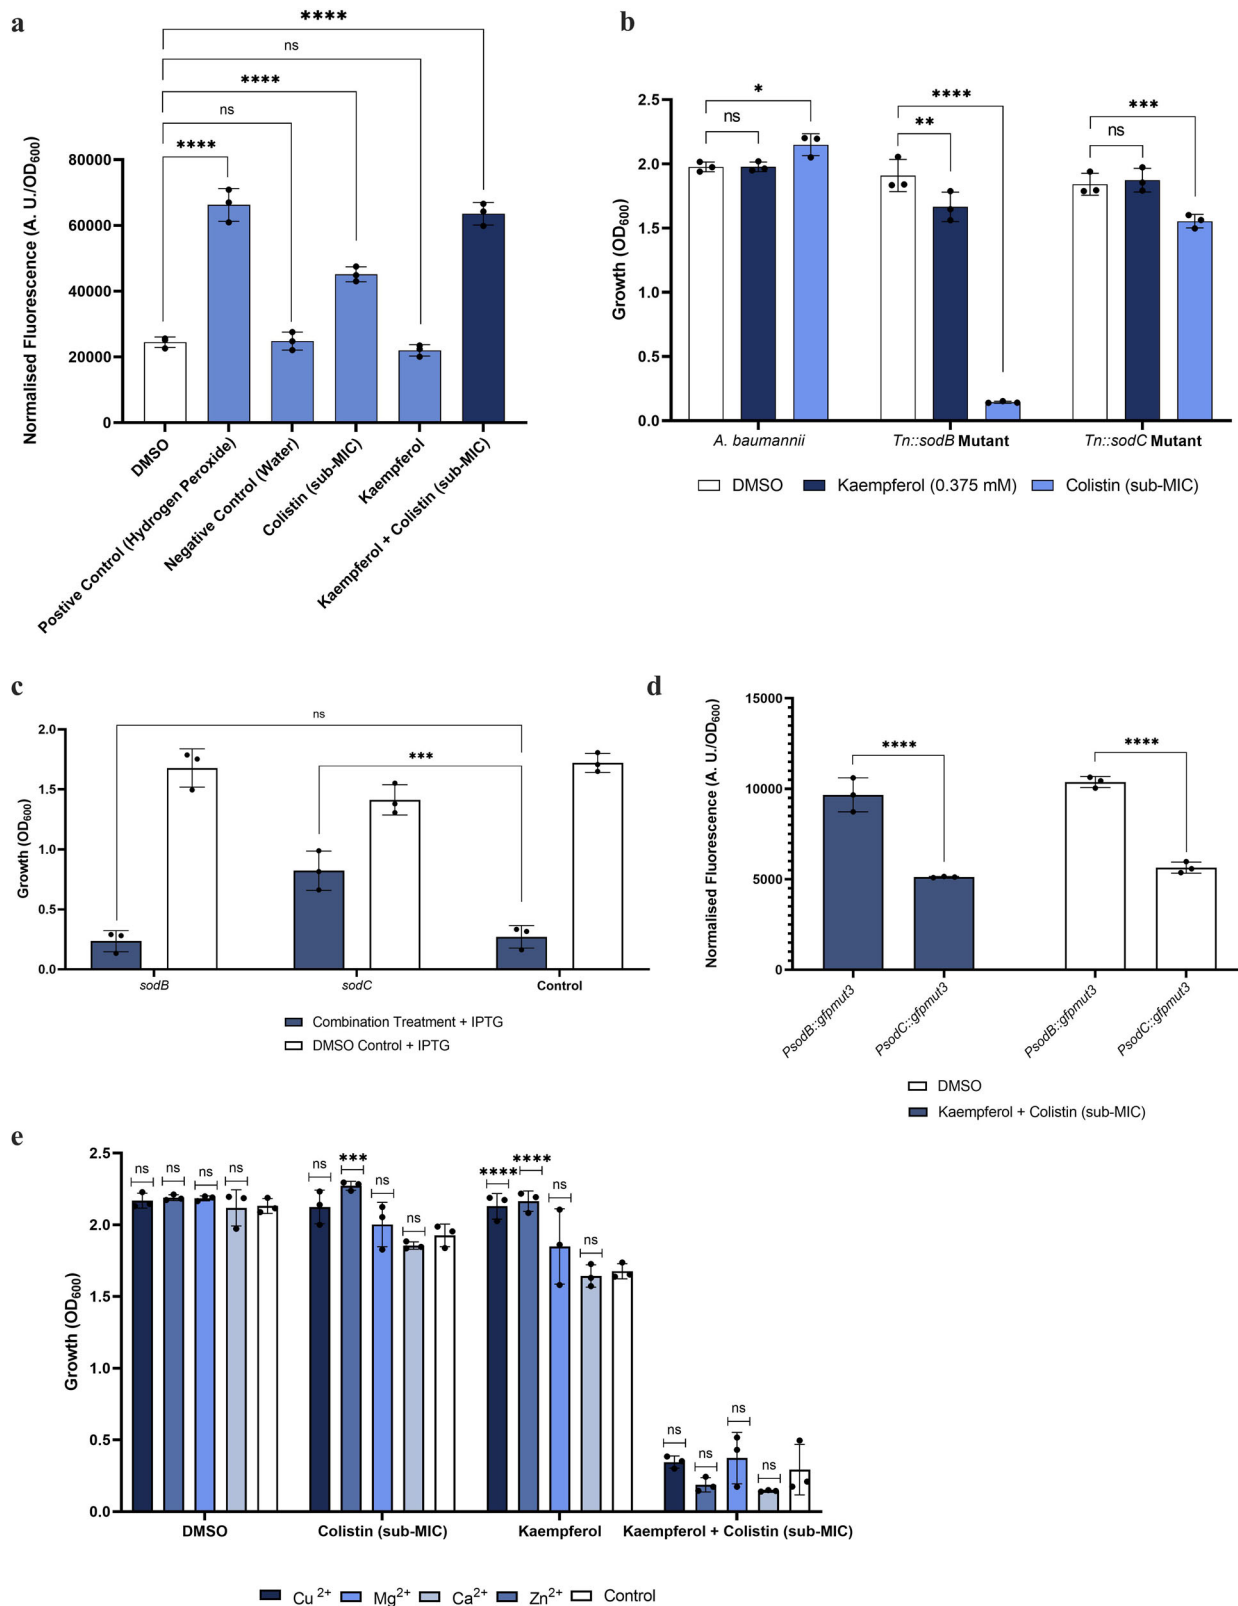 a
****
ns
****
ns
****
Normalised Fluorescence (A. U./OD600)
80000
60000
40000
20000
0
DMSO
Postive Control (Hydrogen Peroxide)
Negative Control (Water)
Colistin (sub-MIC)
Kaempferol
Kaempferol + Colistin (sub-MIC)
b
* **** ***
ns ** ns
Growth (OD600)
2.5
2.0
1.5
1.0
0.5
0.0
A. baumannii Tn::sodB Mutant Tn::sodC Mutant
DMSO Kaempferol (0.375 mM) Colistin (sub-MIC)
c
ns
***
Growth (OD600)
2.0
1.5
1.0
0.5
0.0
sodB sodC Control
Combination Treatment + IPTG
DMSO Control + IPTG
d
**** ****
Normalised Fluorescence (A. U./OD600)
15000
10000
5000
0
PsodB::gfpmut3
PsodC::gfpmut3
PsodB::gfpmut3
PsodC::gfpmut3
DMSO
Kaempferol + Colistin (sub-MIC)
e
Growth (OD600)
2.5
2.0
1.5
1.0
0.5
0.0
ns ns ns ns
ns *** ns ns
**** **** ns ns
ns ns ns ns
DMSO Colistin (sub-MIC) Kaempferol Kaempferol + Colistin (sub-MIC)
Cu 2+ Mg2+ Ca2+ Zn2+ Control